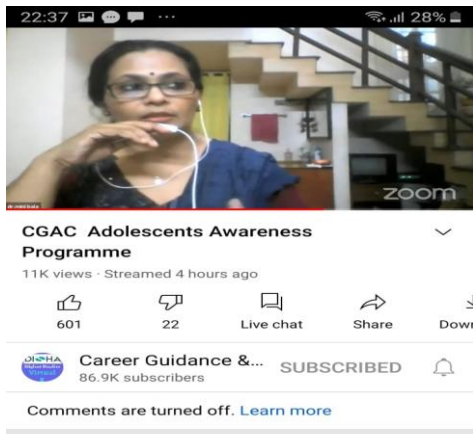 22:37 ... 28%
zoom
CGAC Adolescents Awareness
Programme
11K views · Streamed 4 hours ago
601 22 Live chat Share Down
Career Guidance &... SUBSCRIBED
86.9K subscribers
Comments are turned off. Learn more